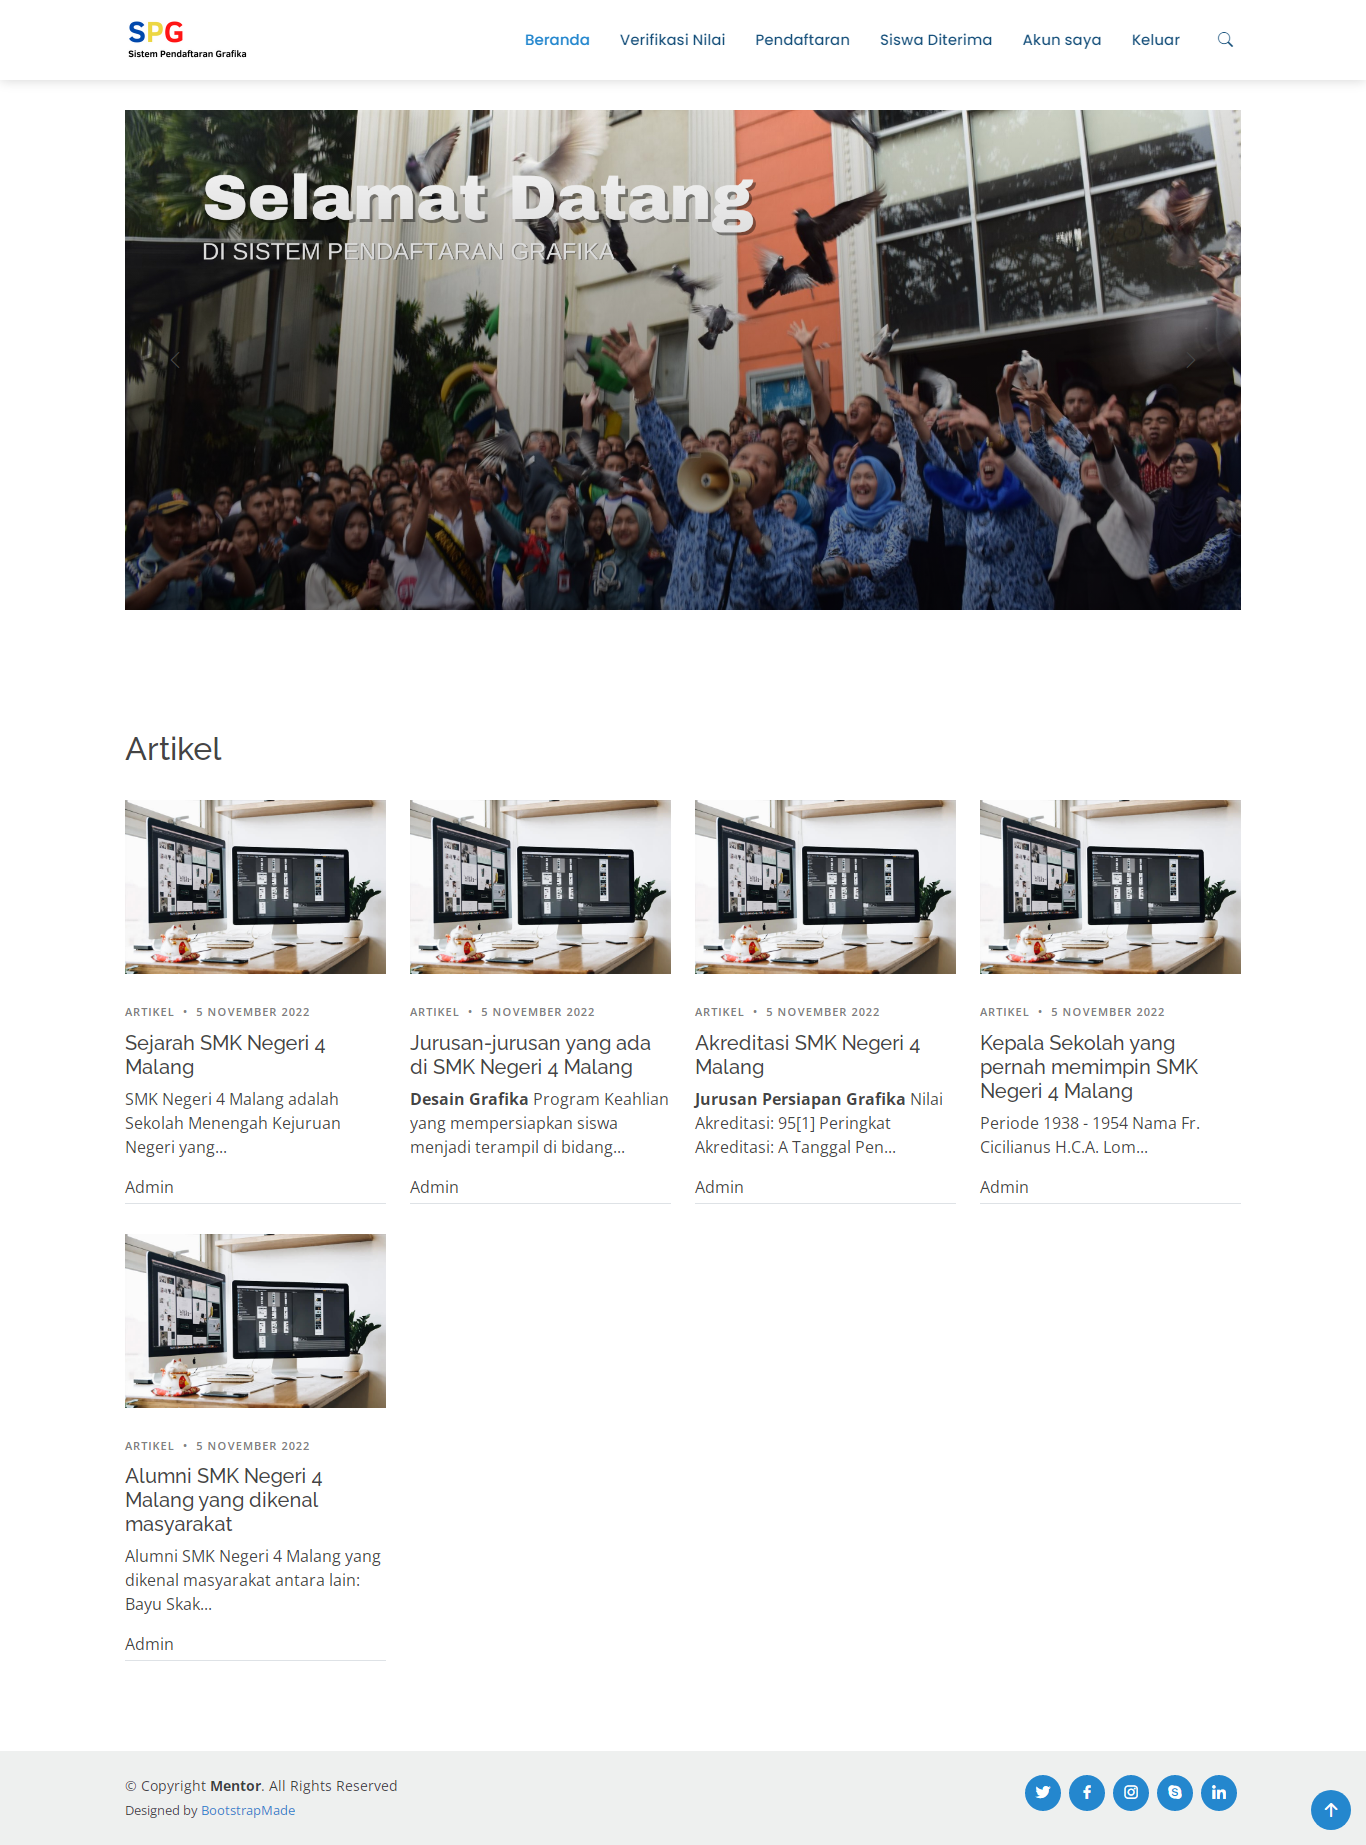 SPG
Sistem Pendaftaran Grafika
Beranda
Verifikasi Nilai
Pendaftaran
Siswa Diterima
Akun saya
Keluar
Selamat Datang
DI SISTEM PENDAFTARAN GRAFIKA
Artikel
ARTIKEL • 5 NOVEMBER 2022
Sejarah SMK Negeri 4
Malang
SMK Negeri 4 Malang adalah
Sekolah Menengah Kejuruan
Negeri yang...
Admin
ARTIKEL • 5 NOVEMBER 2022
Jurusan-jurusan yang ada
di SMK Negeri 4 Malang
Desain Grafika Program Keahlian
yang mempersiapkan siswa
menjadi terampil di bidang...
Admin
ARTIKEL • 5 NOVEMBER 2022
Akreditasi SMK Negeri 4
Malang
Jurusan Persiapan Grafika Nilai
Akreditasi: 95[1] Peringkat
Akreditasi: A Tanggal Pen...
Admin
ARTIKEL • 5 NOVEMBER 2022
Kepala Sekolah yang
pernah memimpin SMK
Negeri 4 Malang
Periode 1938 - 1954 Nama Fr.
Cicilianus H.C.A. Lom...
Admin
ARTIKEL • 5 NOVEMBER 2022
Alumni SMK Negeri 4
Malang yang dikenal
masyarakat
Alumni SMK Negeri 4 Malang yang
dikenal masyarakat antara lain:
Bayu Skak...
Admin
© Copyright Mentor. All Rights Reserved
Designed by BootstrapMade